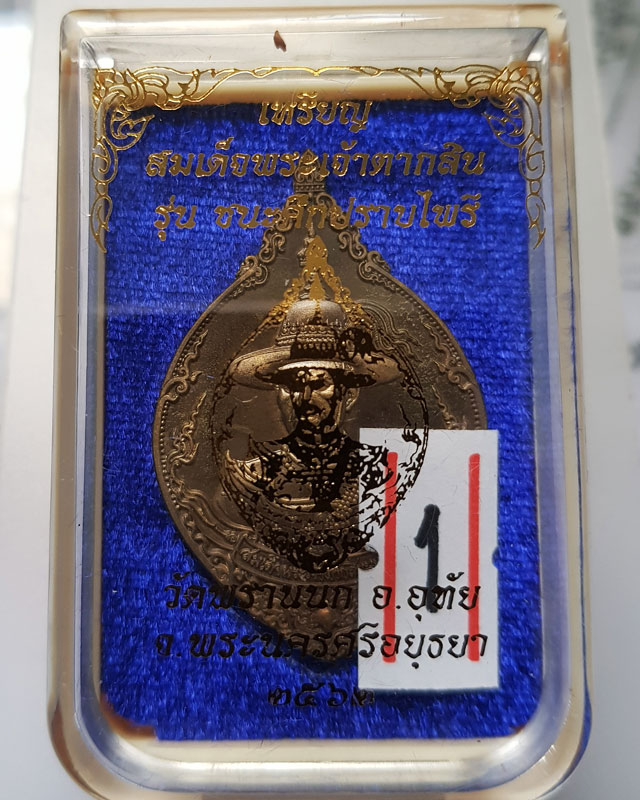 เหรียญ
สมเด็จพระเจ้าตากสิน
รุ่น ชนะศึกปราบไพรี
1
วัดพรานนก อ.อุทัย
จ.พระนครศรีอยุธยา
๒๕๖๒